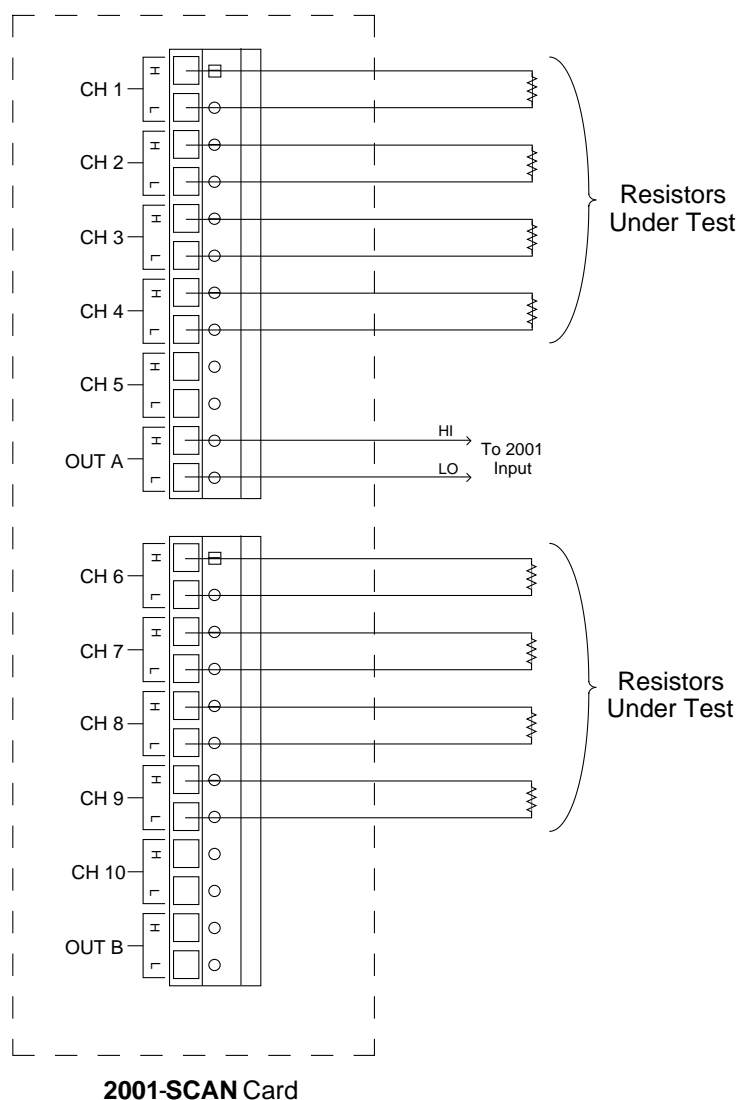 CH 1
H
L
CH 2
H
L
CH 3
H
L
CH 4
H
L
CH 5
H
L
OUT A
H
L
Resistors
Under Test
HI
LO
To 2001
Input
CH 6
H
L
CH 7
H
L
CH 8
H
L
CH 9
H
L
CH 10
H
L
OUT B
H
L
Resistors
Under Test
2001-SCAN Card